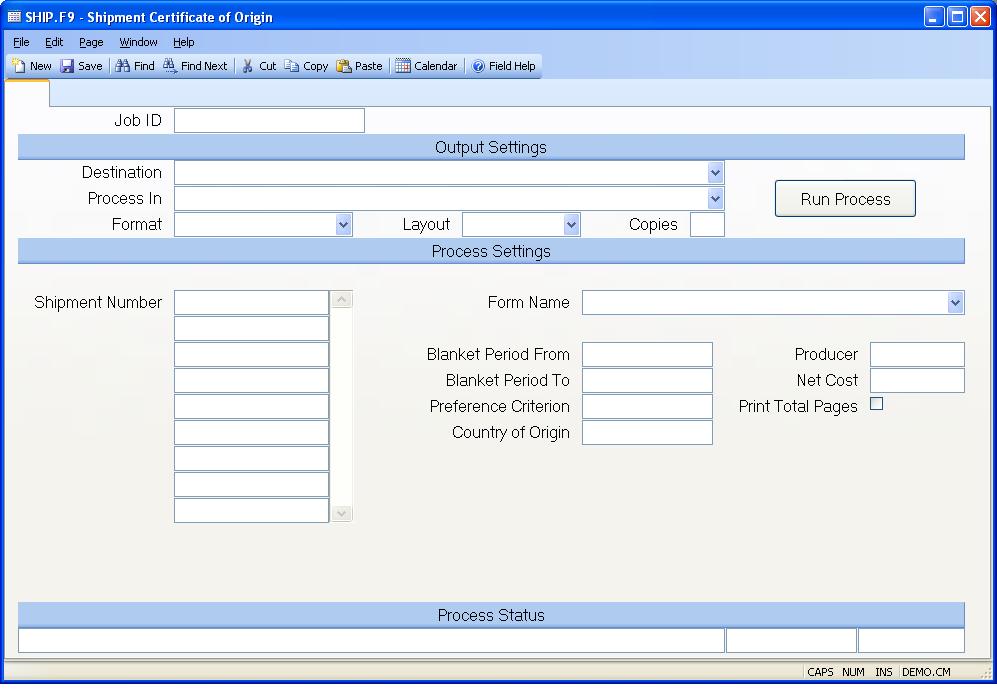 SHIP.F9 - Shipment Certificate of Origin
File Edit Page Window Help
New Save Find Find Next Cut Copy Paste Calendar Field Help
Job ID
Output Settings
Destination
Process In
Run Process
Format Layout Copies
Process Settings
Shipment Number Form Name
Blanket Period From Producer
Blanket Period To Net Cost
Preference Criterion Print Total Pages
Country of Origin
Process Status
CAPS NUM INS DEMO.CM